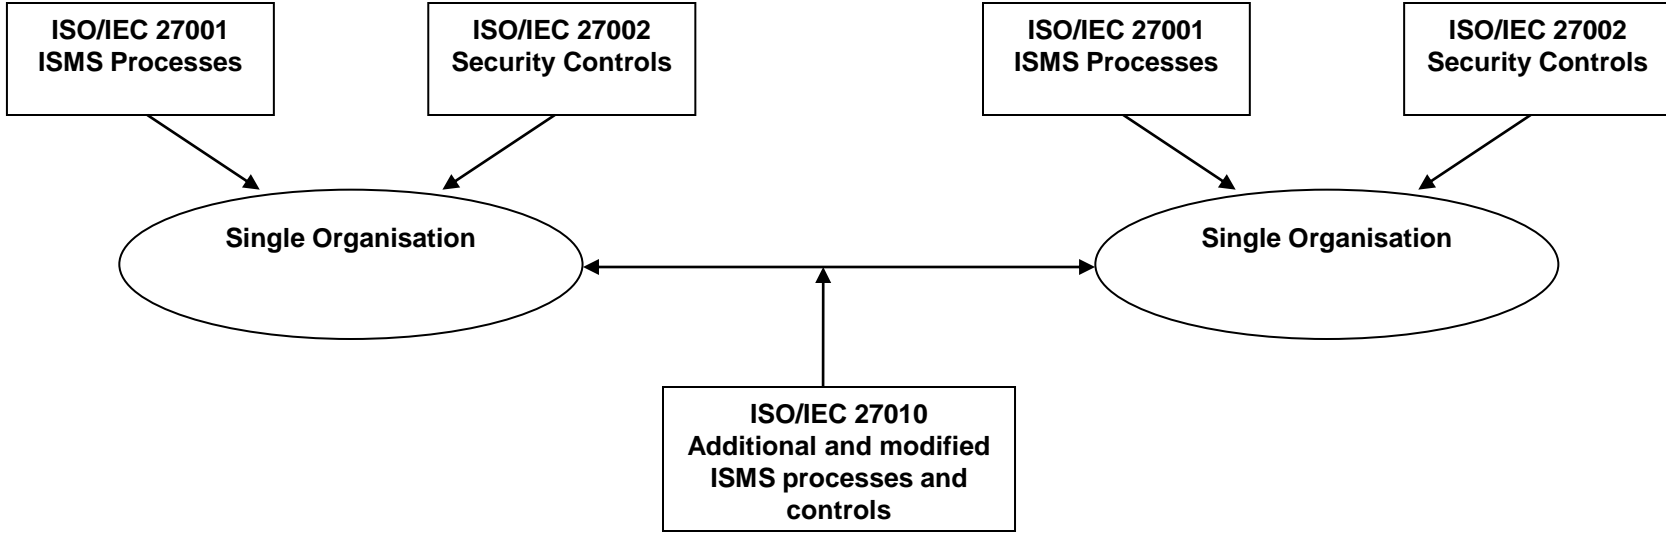 ISO/IEC 27001
ISMS Processes
ISO/IEC 27002
Security Controls
ISO/IEC 27001
ISMS Processes
ISO/IEC 27002
Security Controls
Single Organisation
Single Organisation
ISO/IEC 27010
Additional and modified
ISMS processes and
controls